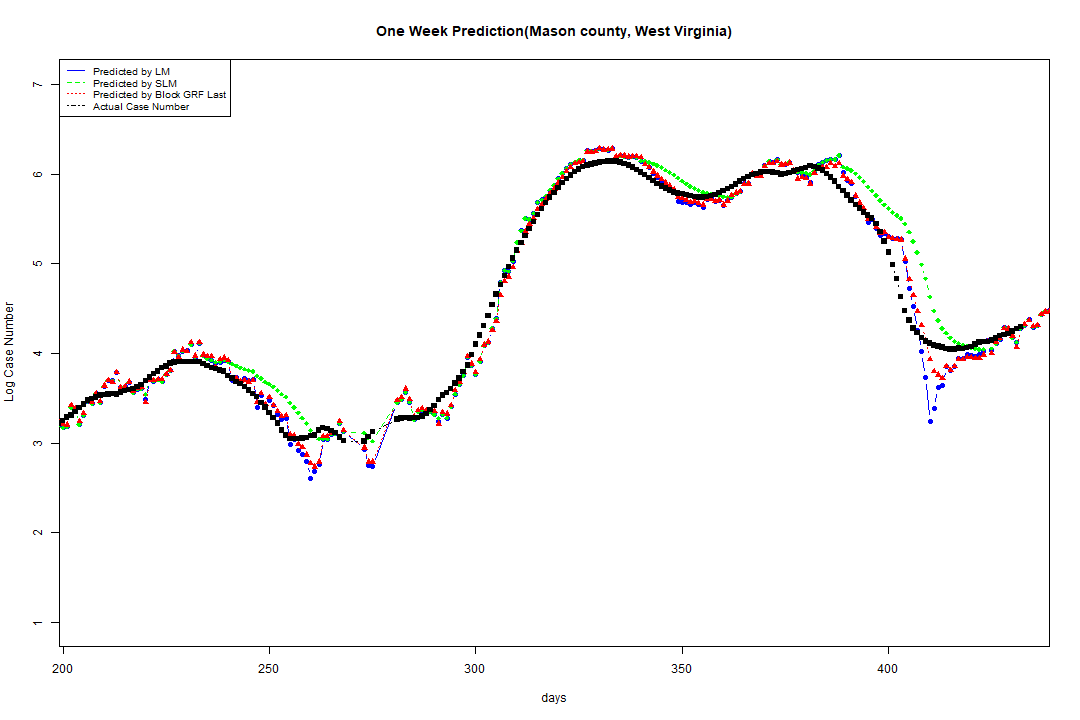 One Week Prediction(Mason county, West Virginia)
Predicted by LM
Predicted by SLM
Predicted by Block GRF Last
Actual Case Number
7
6
5
4
3
2
1
Log Case Number
200 250 300 350 400
days